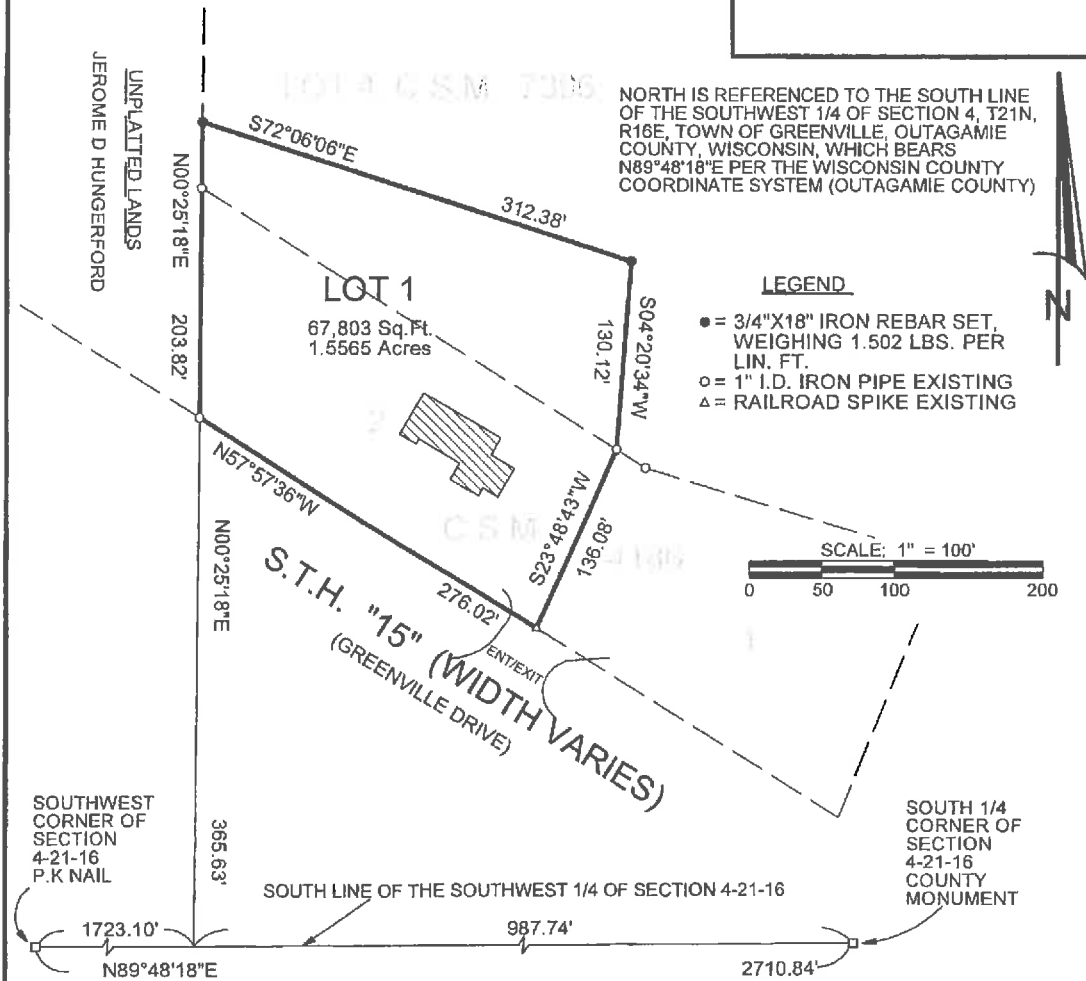 LOT 4 C.S.M. 7306
NORTH IS REFERENCED TO THE SOUTH LINE
OF THE SOUTHWEST 1/4 OF SECTION 4, T21N,
R16E, TOWN OF GREENVILLE, OUTAGAMIE
COUNTY, WISCONSIN, WHICH BEARS
N89°48'18"E PER THE WISCONSIN COUNTY
COORDINATE SYSTEM (OUTAGAMIE COUNTY)
N
UNPLATTED LANDS
JEROME D HUNGERFORD
N00°25'18"E
203.82'
S72°06'06"E
312.38'
LOT 1
67,803 Sq.Ft.
1.5565 Acres
130.12'
S04°20'34"W
LEGEND
● = 3/4"X18" IRON REBAR SET,
WEIGHING 1.502 LBS. PER
LIN. FT.
○ = 1" I.D. IRON PIPE EXISTING
△ = RAILROAD SPIKE EXISTING
2
C.S.M.
1
N57°57'36"W
276.02'
S23°48'43"W
136.08'
SCALE; 1" = 100'
0 50 100 200
S.T.H. "15" (WIDTH VARIES)
(GREENVILLE DRIVE)
ENT/EXIT
N00°25'18"E
365.63'
SOUTHWEST
CORNER OF
SECTION
4-21-16
P.K NAIL
SOUTH 1/4
CORNER OF
SECTION
4-21-16
COUNTY
MONUMENT
SOUTH LINE OF THE SOUTHWEST 1/4 OF SECTION 4-21-16
1723.10'
987.74'
N89°48'18"E
2710.84'